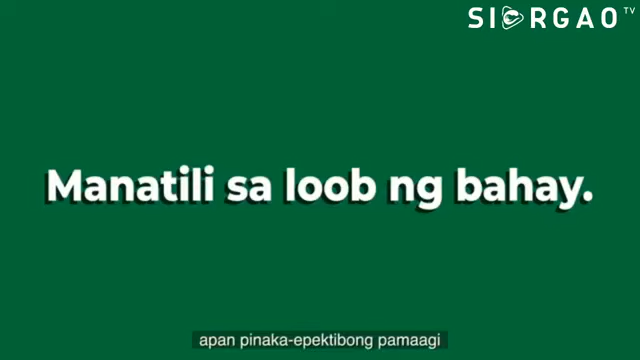 SIARGAO TV
Manatili sa loob ng bahay.
apan pinaka-epektibong pamaagi